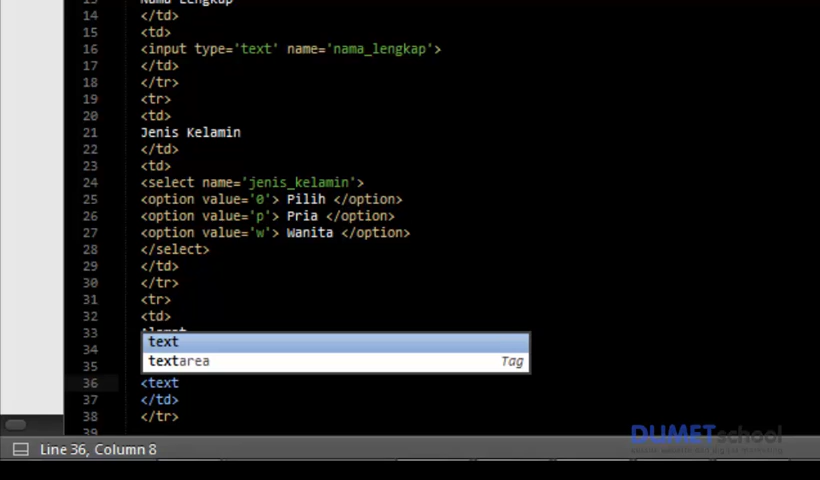 14 </td>
15 <td>
16 <input type='text' name='nama_lengkap'>
17 </td>
18 </tr>
19 <tr>
20 <td>
21 Jenis Kelamin
22 </td>
23 <td>
24 <select name='jenis_kelamin'>
25 <option value='0'> Pilih </option>
26 <option value='p'> Pria </option>
27 <option value='w'> Wanita </option>
28 </select>
29 </td>
30 </tr>
31 <tr>
32 <td>
33
text
34
textarea Tag
35
36 <text
37 </td>
38 </tr>
39
DUMETschool
Line 36, Column 8